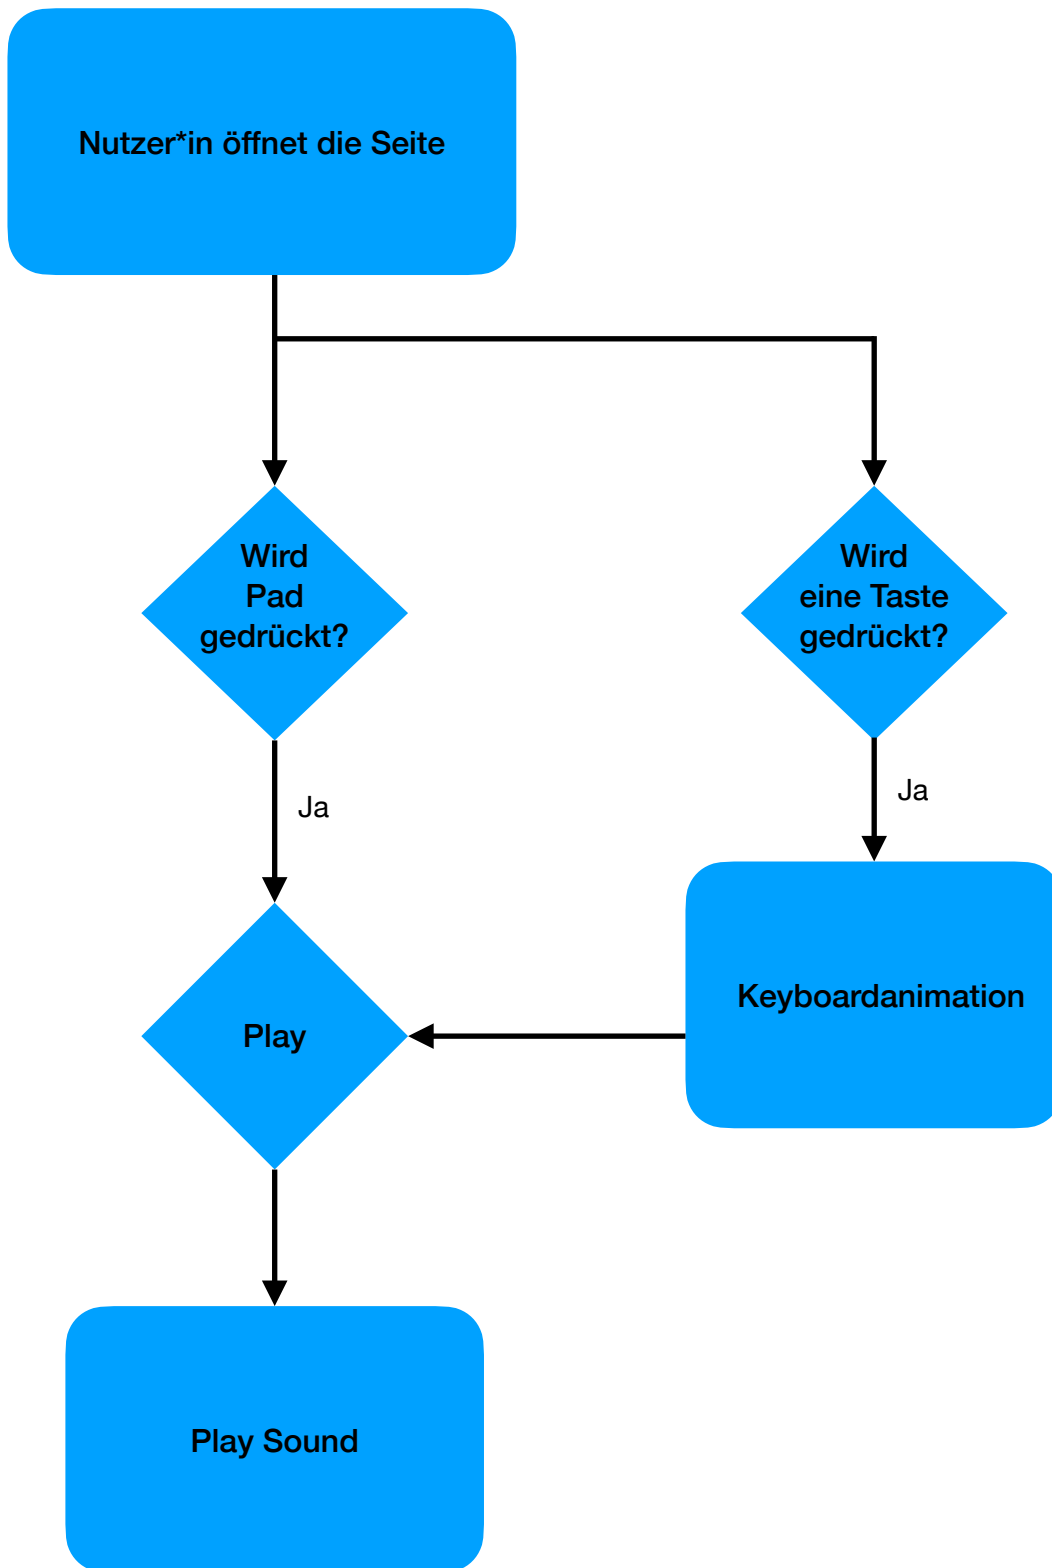 Nutzer*in öffnet die Seite
Wird
Pad
gedrückt?
Wird
eine Taste
gedrückt?
Ja
Ja
Keyboardanimation
Play
Play Sound